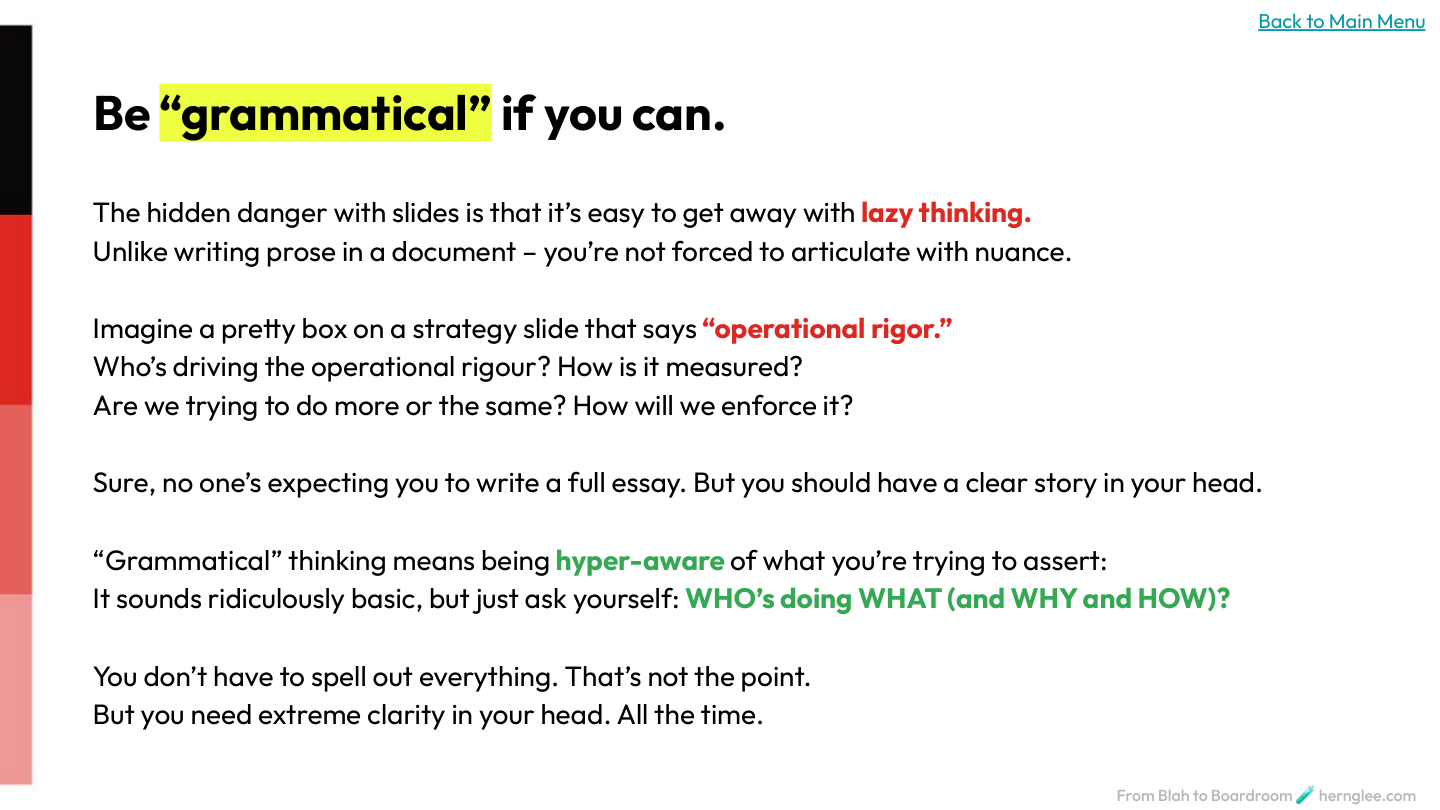 Back to Main Menu
Be “grammatical” if you can.
The hidden danger with slides is that it’s easy to get away with lazy thinking.
Unlike writing prose in a document – you’re not forced to articulate with nuance.
Imagine a pretty box on a strategy slide that says “operational rigor.”
Who’s driving the operational rigour? How is it measured?
Are we trying to do more or the same? How will we enforce it?
Sure, no one’s expecting you to write a full essay. But you should have a clear story in your head.
“Grammatical” thinking means being hyper-aware of what you’re trying to assert:
It sounds ridiculously basic, but just ask yourself: WHO’s doing WHAT (and WHY and HOW)?
You don’t have to spell out everything. That’s not the point.
But you need extreme clarity in your head. All the time.
From Blah to Boardroom 🧪 hernglee.com